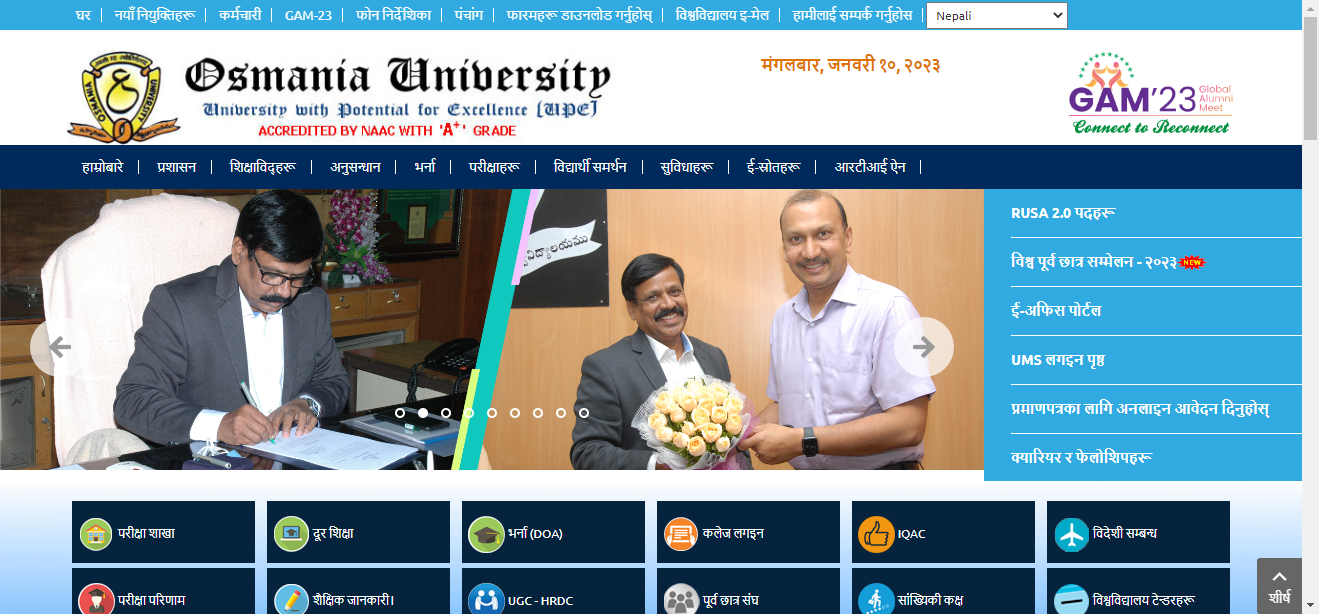 घर नयाँ नियुक्तिहरू कर्मचारी GAM-23 फोन निर्देशिका पंचांग फारमहरू डाउनलोड गर्नुहोस् विश्वविद्यालय इ-मेल हामीलाई सम्पर्क गर्नुहोस Nepali
Osmania University
University with Potential for Excellence [UPE]
ACCREDITED BY NAAC WITH 'A+' GRADE
OSMANIA UNIVERSITY
मंगलबार, जनवरी १०, २०२३
GAM'23 Global Alumni Meet
Connect to Reconnect
हाम्रोबारे प्रशासन शिक्षाविद्हरू अनुसन्धान भर्ना परीक्षाहरू विद्यार्थी समर्थन सुविधाहरू ई-स्रोतहरू आरटीआई ऐन
RUSA 2.0 पदहरू
विश्व पूर्व छात्र सम्मेलन - २०२३ NEW
ई-अफिस पोर्टल
UMS लगइन पृष्ठ
प्रमाणपत्रका लागि अनलाइन आवेदन दिनुहोस्
क्यारियर र फेलोशिपहरू
परीक्षा शाखा दूर शिक्षा भर्ना (DOA) कलेज लगइन IQAC विदेशी सम्बन्ध
परीक्षा परिणाम शैक्षिक जानकारी। UGC - HRDC पूर्व छात्र संघ सांख्यिकी कक्ष विश्वविद्यालय टेन्डरहरू
शीर्ष